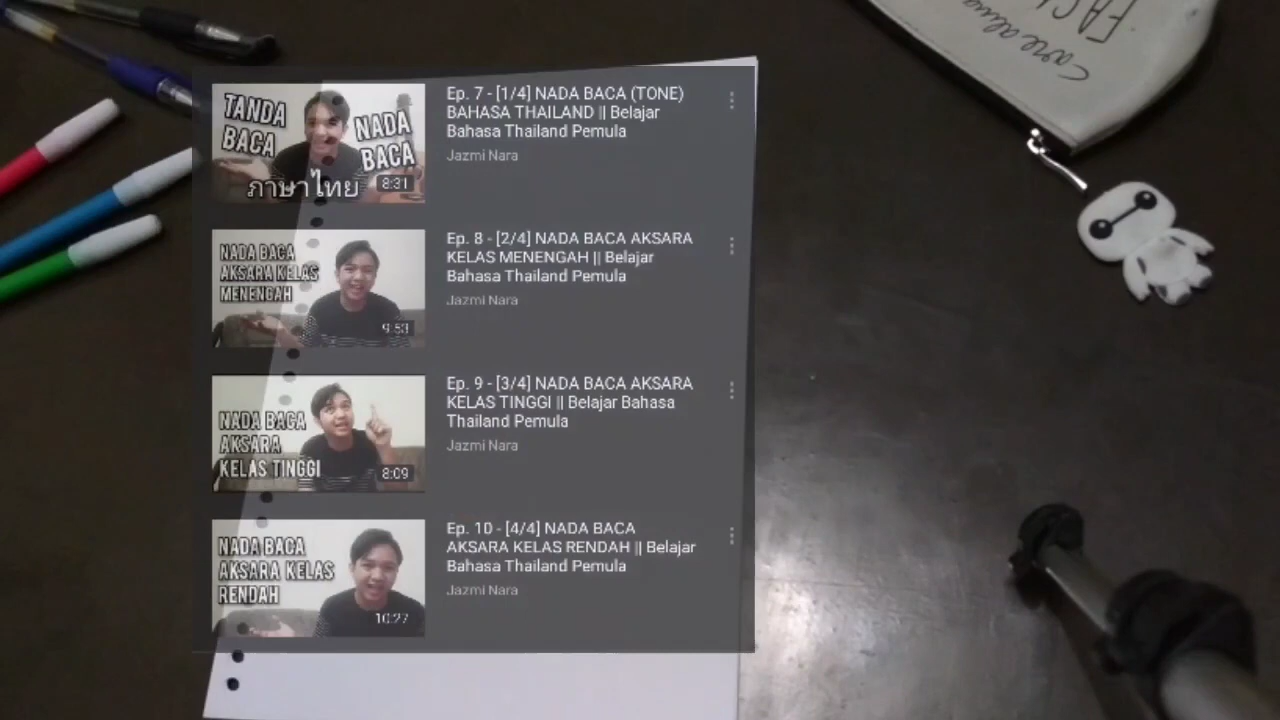 Ep. 7 - [1/4] NADA BACA (TONE)
BAHASA THAILAND || Belajar
Bahasa Thailand Pemula
Jazmi Nara
TANDA
BACA
NADA
BACA
ภาษาไทย
8:31
Ep. 8 - [2/4] NADA BACA AKSARA
KELAS MENENGAH || Belajar
Bahasa Thailand Pemula
Jazmi Nara
NADA BACA
AKSARA KELAS
MENENGAH
9:53
Ep. 9 - [3/4] NADA BACA AKSARA
KELAS TINGGI || Belajar Bahasa
Thailand Pemula
Jazmi Nara
NADA BACA
AKSARA
KELAS TINGGI
8:09
Ep. 10 - [4/4] NADA BACA
AKSARA KELAS RENDAH || Belajar
Bahasa Thailand Pemula
Jazmi Nara
NADA BACA
AKSARA KELAS
RENDAH
10:27